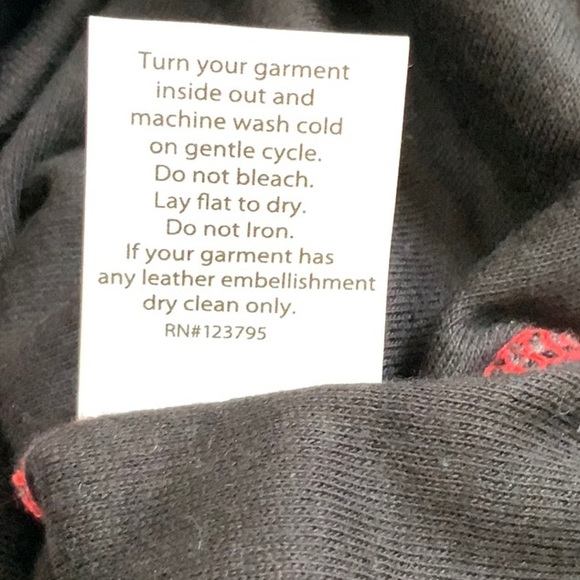 Turn your garment
inside out and
machine wash cold
on gentle cycle.
Do not bleach.
Lay flat to dry.
Do not Iron.
If your garment has
any leather embellishment
dry clean only.
RN#123795